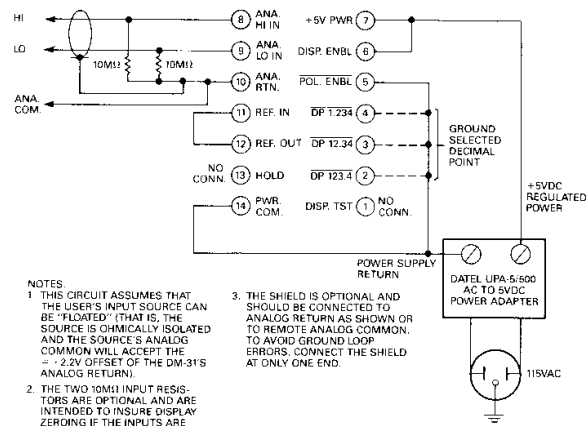 HI
LO
10MΩ
10MΩ
ANA.
COM.
8 ANA.
HI IN
9 ANA.
LO IN
10 ANA.
RTN.
11 REF. IN
12 REF. OUT
NO
CONN.
13 HOLD
14 PWR.
COM.
+5V PWR 7
DISP. ENBL 6
POL. ENBL 5
DP 1.234 4
DP 12.34 3
DP 123.4 2
DISP. TST 1
NO
CONN.
GROUND
SELECTED
DECIMAL
POINT
+5VDC
REGULATED
POWER
POWER SUPPLY
RETURN
DATEL UPA-5/500
AC TO 5VDC
POWER ADAPTER
115VAC
NOTES.
1 THIS CIRCUIT ASSUMES THAT
THE USER'S INPUT SOURCE CAN
BE "FLOATED" (THAT IS, THE
SOURCE IS OHMICALLY ISOLATED
AND THE SOURCE'S ANALOG
COMMON WILL ACCEPT THE
2.2V OFFSET OF THE DM-31'S
ANALOG RETURN).
2. THE TWO 10MΩ INPUT RESIS-
TORS ARE OPTIONAL AND ARE
INTENDED TO INSURE DISPLAY
ZEROING IF THE INPUTS ARE
3. THE SHIELD IS OPTIONAL AND
SHOULD BE CONNECTED TO
ANALOG RETURN AS SHOWN OR
TO REMOTE ANALOG COMMON.
TO AVOID GROUND LOOP
ERRORS, CONNECT THE SHIELD
AT ONLY ONE END.